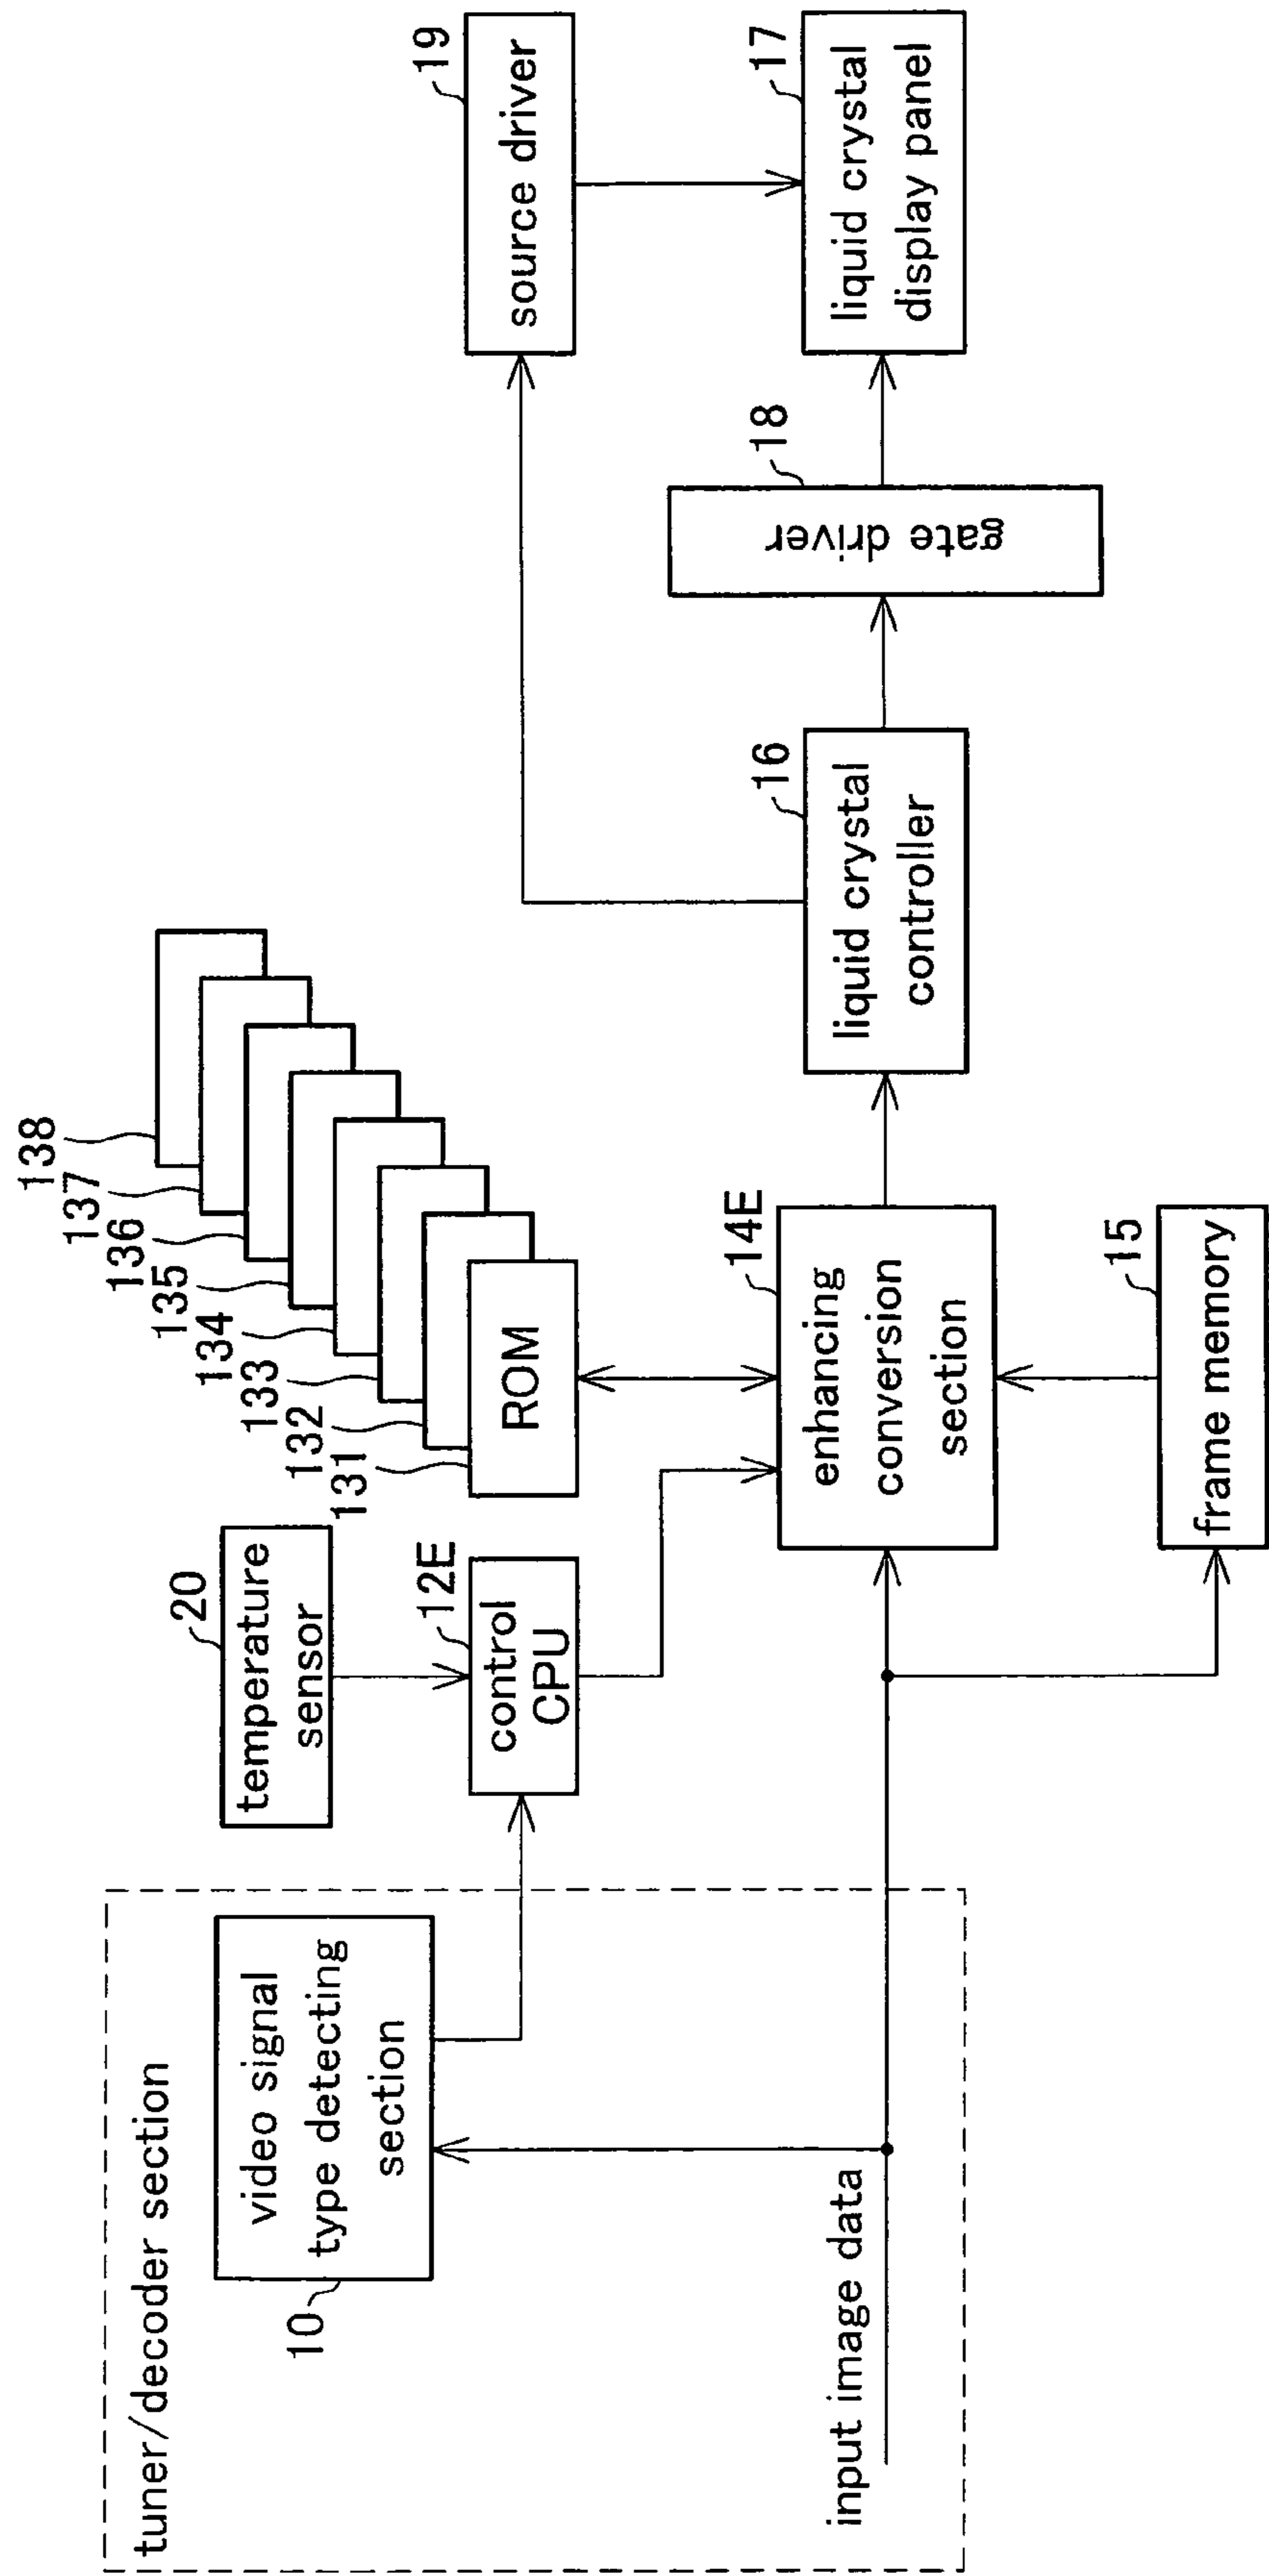 tuner/decoder section
video signal
type detecting
section
10
input image data
temperature
sensor
20
control
CPU
12E
ROM
131
132
133
134
135
136
137
138
enhancing
conversion
section
14E
frame memory
15
liquid crystal
controller
16
gate driver
18
source driver
19
liquid crystal
display panel
17